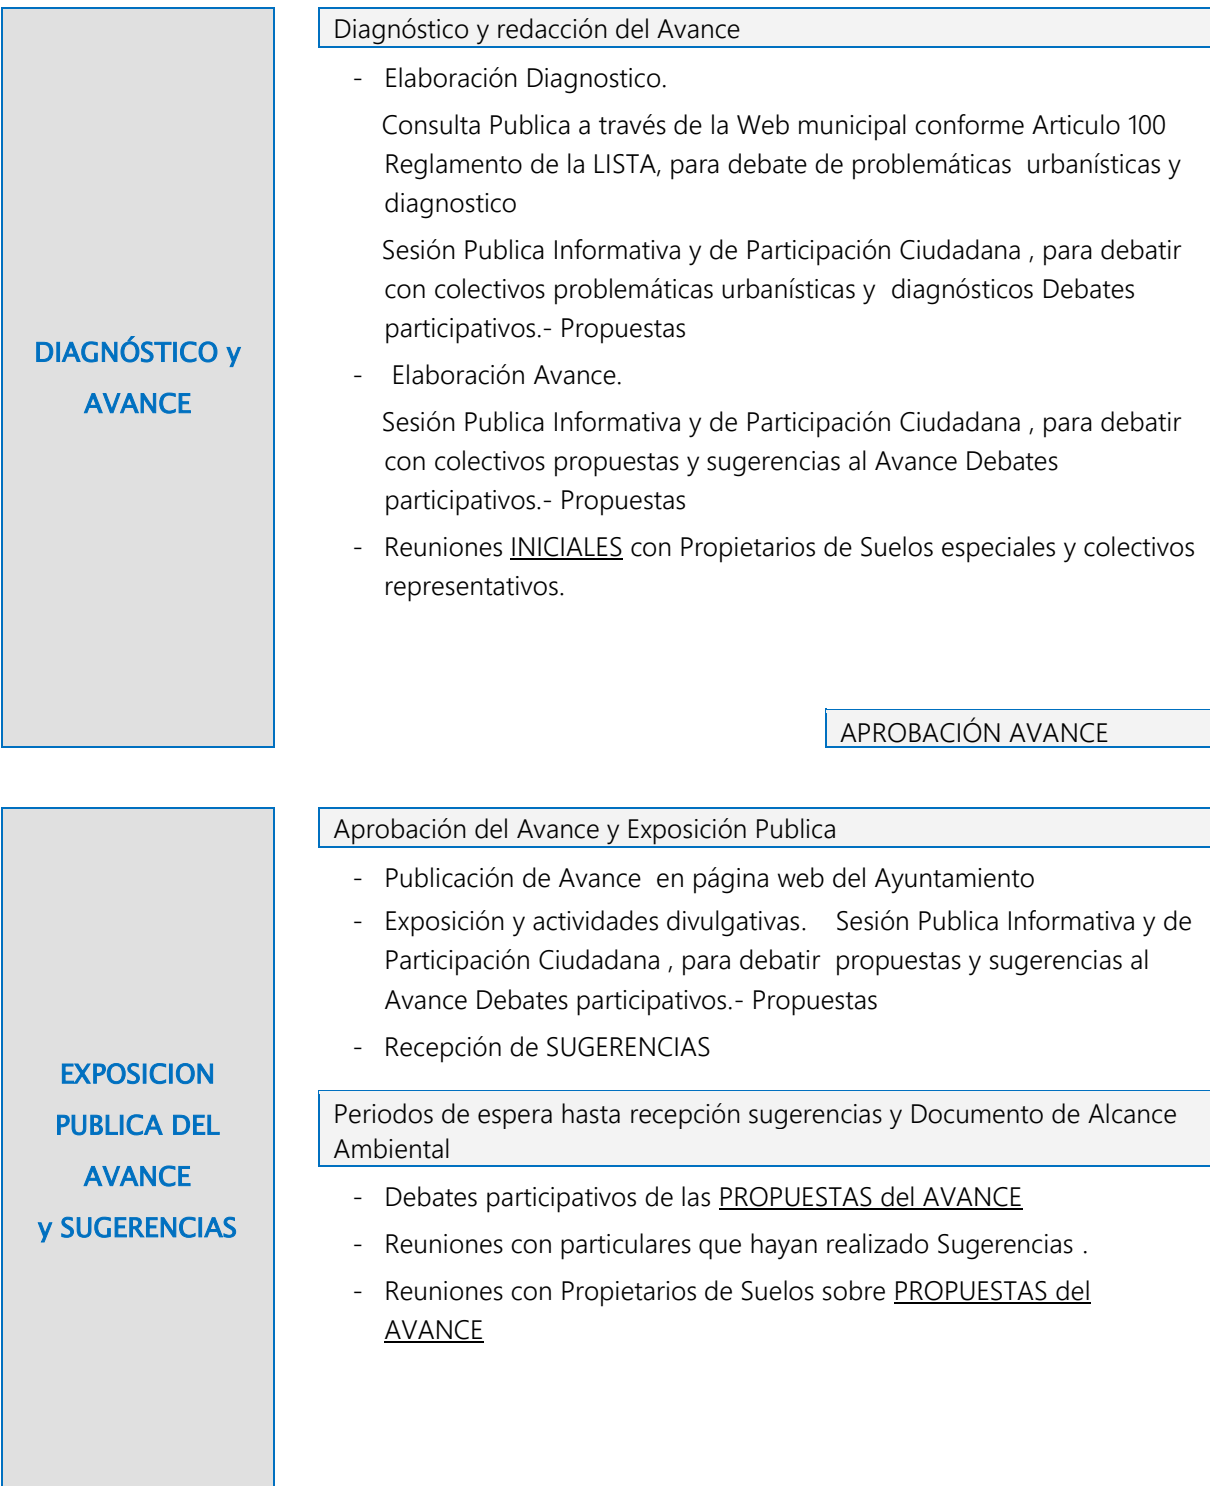 DIAGNÓSTICO y
AVANCE
Diagnóstico y redacción del Avance
- Elaboración Diagnostico.
Consulta Publica a través de la Web municipal conforme Articulo 100
Reglamento de la LISTA, para debate de problemáticas urbanísticas y
diagnostico
Sesión Publica Informativa y de Participación Ciudadana , para debatir
con colectivos problemáticas urbanísticas y diagnósticos Debates
participativos.- Propuestas
- Elaboración Avance.
Sesión Publica Informativa y de Participación Ciudadana , para debatir
con colectivos propuestas y sugerencias al Avance Debates
participativos.- Propuestas
- Reuniones INICIALES con Propietarios de Suelos especiales y colectivos
representativos.
APROBACIÓN AVANCE
EXPOSICION
PUBLICA DEL
AVANCE
y SUGERENCIAS
Aprobación del Avance y Exposición Publica
- Publicación de Avance en página web del Ayuntamiento
- Exposición y actividades divulgativas. Sesión Publica Informativa y de
Participación Ciudadana , para debatir propuestas y sugerencias al
Avance Debates participativos.- Propuestas
- Recepción de SUGERENCIAS
Periodos de espera hasta recepción sugerencias y Documento de Alcance
Ambiental
- Debates participativos de las PROPUESTAS del AVANCE
- Reuniones con particulares que hayan realizado Sugerencias .
- Reuniones con Propietarios de Suelos sobre PROPUESTAS del
AVANCE